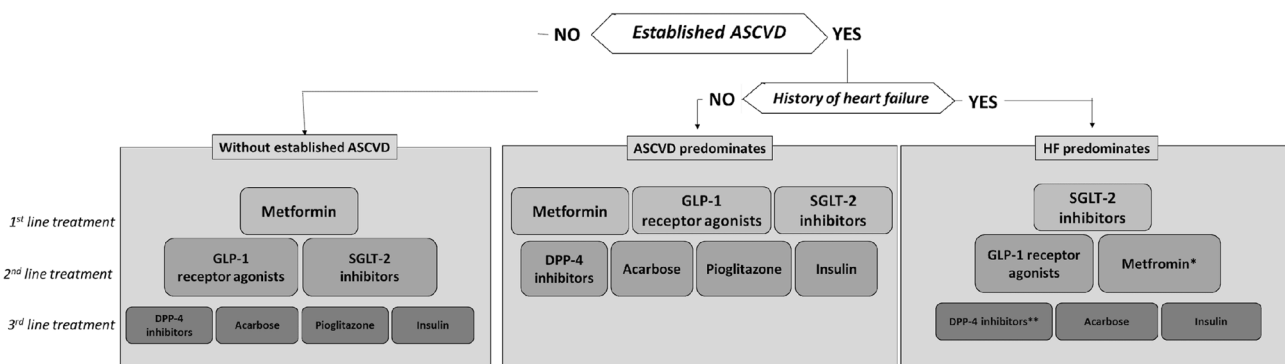 NO
Established ASCVD
YES
NO
History of heart failure
YES
Without established ASCVD
ASCVD predominates
HF predominates
1st line treatment
Metformin
Metformin
GLP-1
receptor agonists
SGLT-2
inhibitors
SGLT-2
inhibitors
2nd line treatment
GLP-1
receptor agonists
SGLT-2
inhibitors
DPP-4
inhibitors
Acarbose
Pioglitazone
Insulin
GLP-1 receptor
agonists
Metfromin*
3rd line treatment
DPP-4
inhibitors
Acarbose
Pioglitazone
Insulin
DPP-4 inhibitors**
Acarbose
Insulin